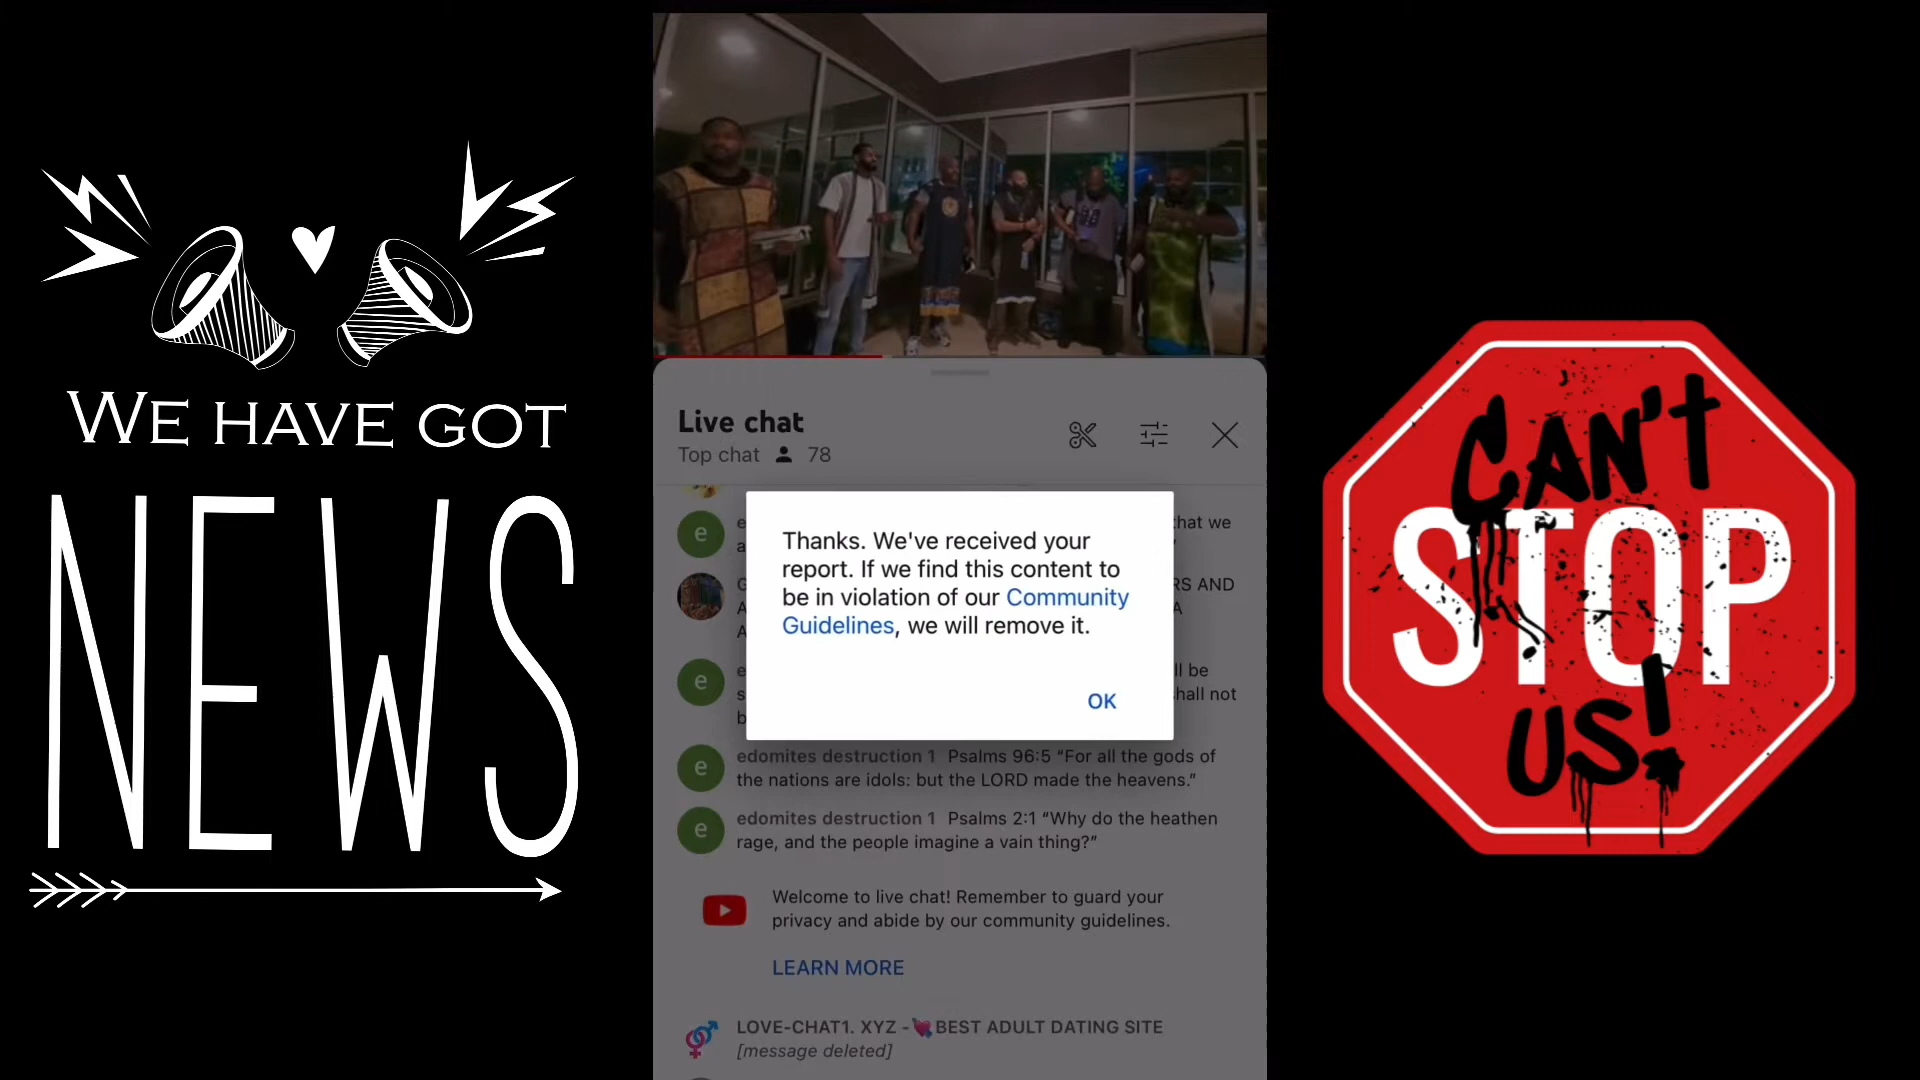 WE HAVE GOT
NEWS
Live chat
Top chat 78
e
that we
a
G
RS AND
A
A
e
ll be
s
hall not
b
Thanks. We've received your
report. If we find this content to
be in violation of our Community
Guidelines, we will remove it.
OK
e
edomites destruction 1 Psalms 96:5 “For all the gods of
the nations are idols: but the LORD made the heavens.”
e
edomites destruction 1 Psalms 2:1 “Why do the heathen
rage, and the people imagine a vain thing?”
Welcome to live chat! Remember to guard your
privacy and abide by our community guidelines.
LEARN MORE
LOVE-CHAT1. XYZ -💘BEST ADULT DATING SITE
[message deleted]
CAN'T
STOP
US!